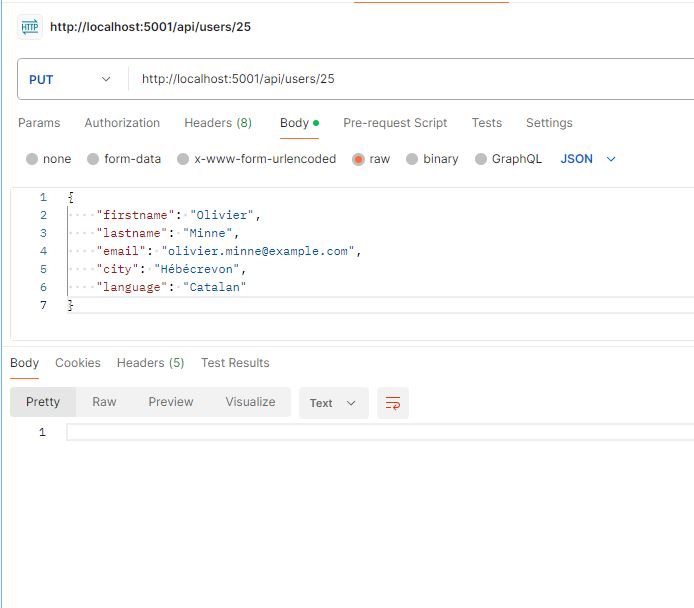 HTTP http://localhost:5001/api/users/25
PUT http://localhost:5001/api/users/25
Params Authorization Headers (8) Body Pre-request Script Tests Settings
none form-data x-www-form-urlencoded raw binary GraphQL JSON
1 {
2 "firstname": "Olivier",
3 "lastname": "Minne",
4 "email": "olivier.minne@example.com",
5 "city": "Hébécrevon",
6 "language": "Catalan"
7 }
Body Cookies Headers (5) Test Results
Pretty Raw Preview Visualize Text
1